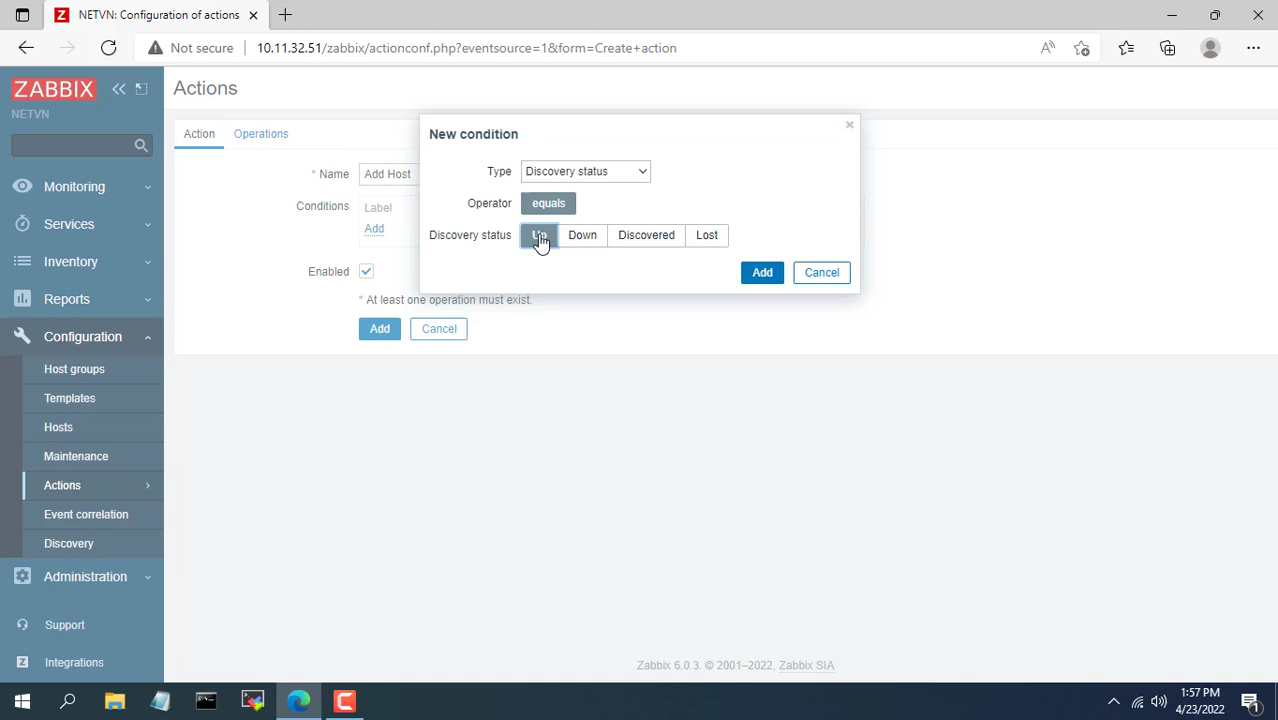 NETVN: Configuration of actions
Not secure
10.11.32.51/zabbix/actionconf.php?eventsource=1&form=Create+action
ZABBIX
NETVN
Monitoring
Services
Inventory
Reports
Configuration
Host groups
Templates
Hosts
Maintenance
Actions
Event correlation
Discovery
Administration
Support
Integrations
Actions
Action
Operations
* Name
Add Host
Conditions
Label
Add
Enabled
* At least one operation must exist.
Add
Cancel
New condition
Type
Discovery status
Operator
equals
Discovery status
Up
Down
Discovered
Lost
Add
Cancel
Zabbix 6.0.3. © 2001–2022, Zabbix SIA
1:57 PM
4/23/2022
1